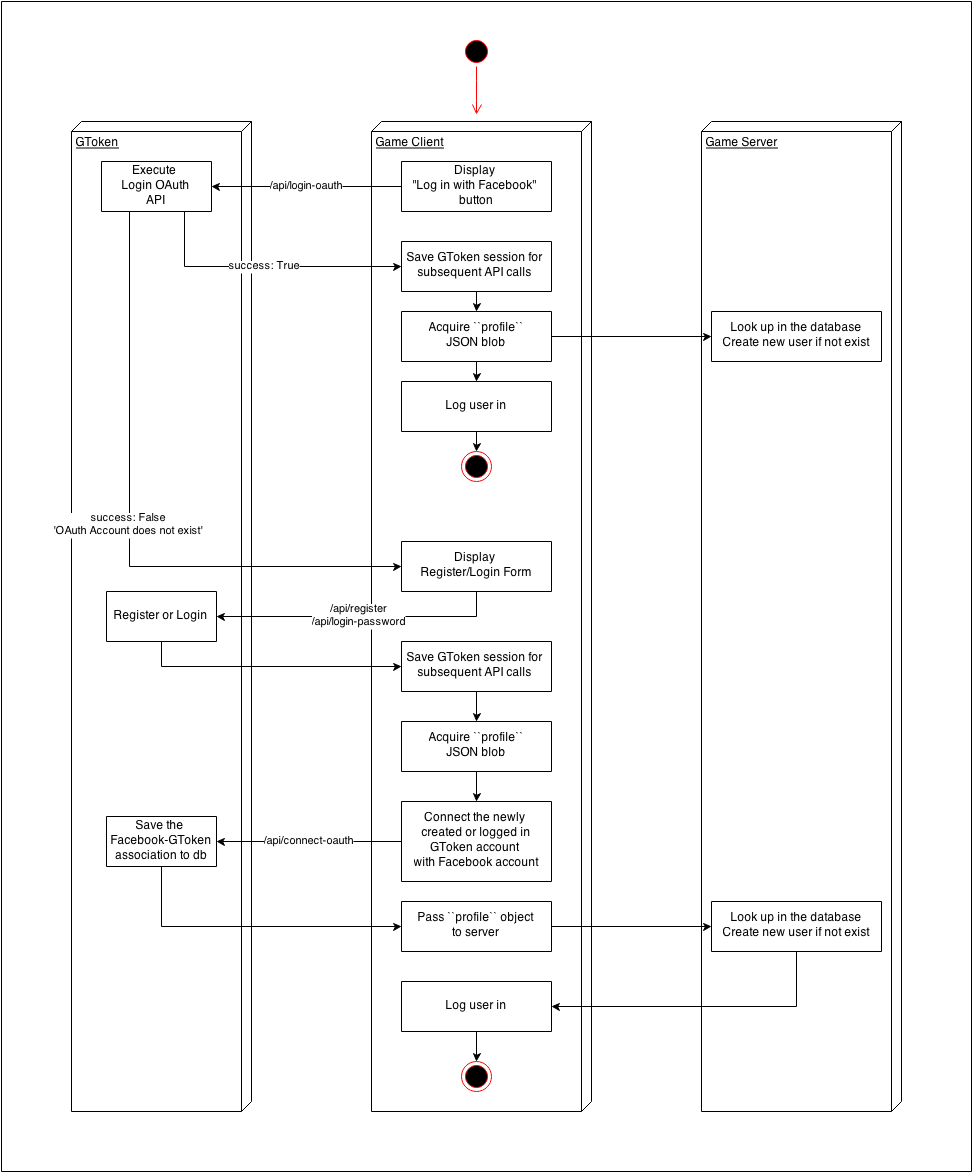 GToken
Game Client
Game Server
Execute
Login OAuth
API
/api/login-oauth
Display
"Log in with Facebook"
button
success: True
Save GToken session for
subsequent API calls
Acquire ``profile``
JSON blob
Look up in the database
Create new user if not exist
Log user in
success: False
'OAuth Account does not exist'
Display
Register/Login Form
Register or Login
/api/register
/api/login-password
Save GToken session for
subsequent API calls
Acquire ``profile``
JSON blob
Save the
Facebook-GToken
association to db
/api/connect-oauth
Connect the newly
created or logged in
GToken account
with Facebook account
Pass ``profile`` object
to server
Look up in the database
Create new user if not exist
Log user in